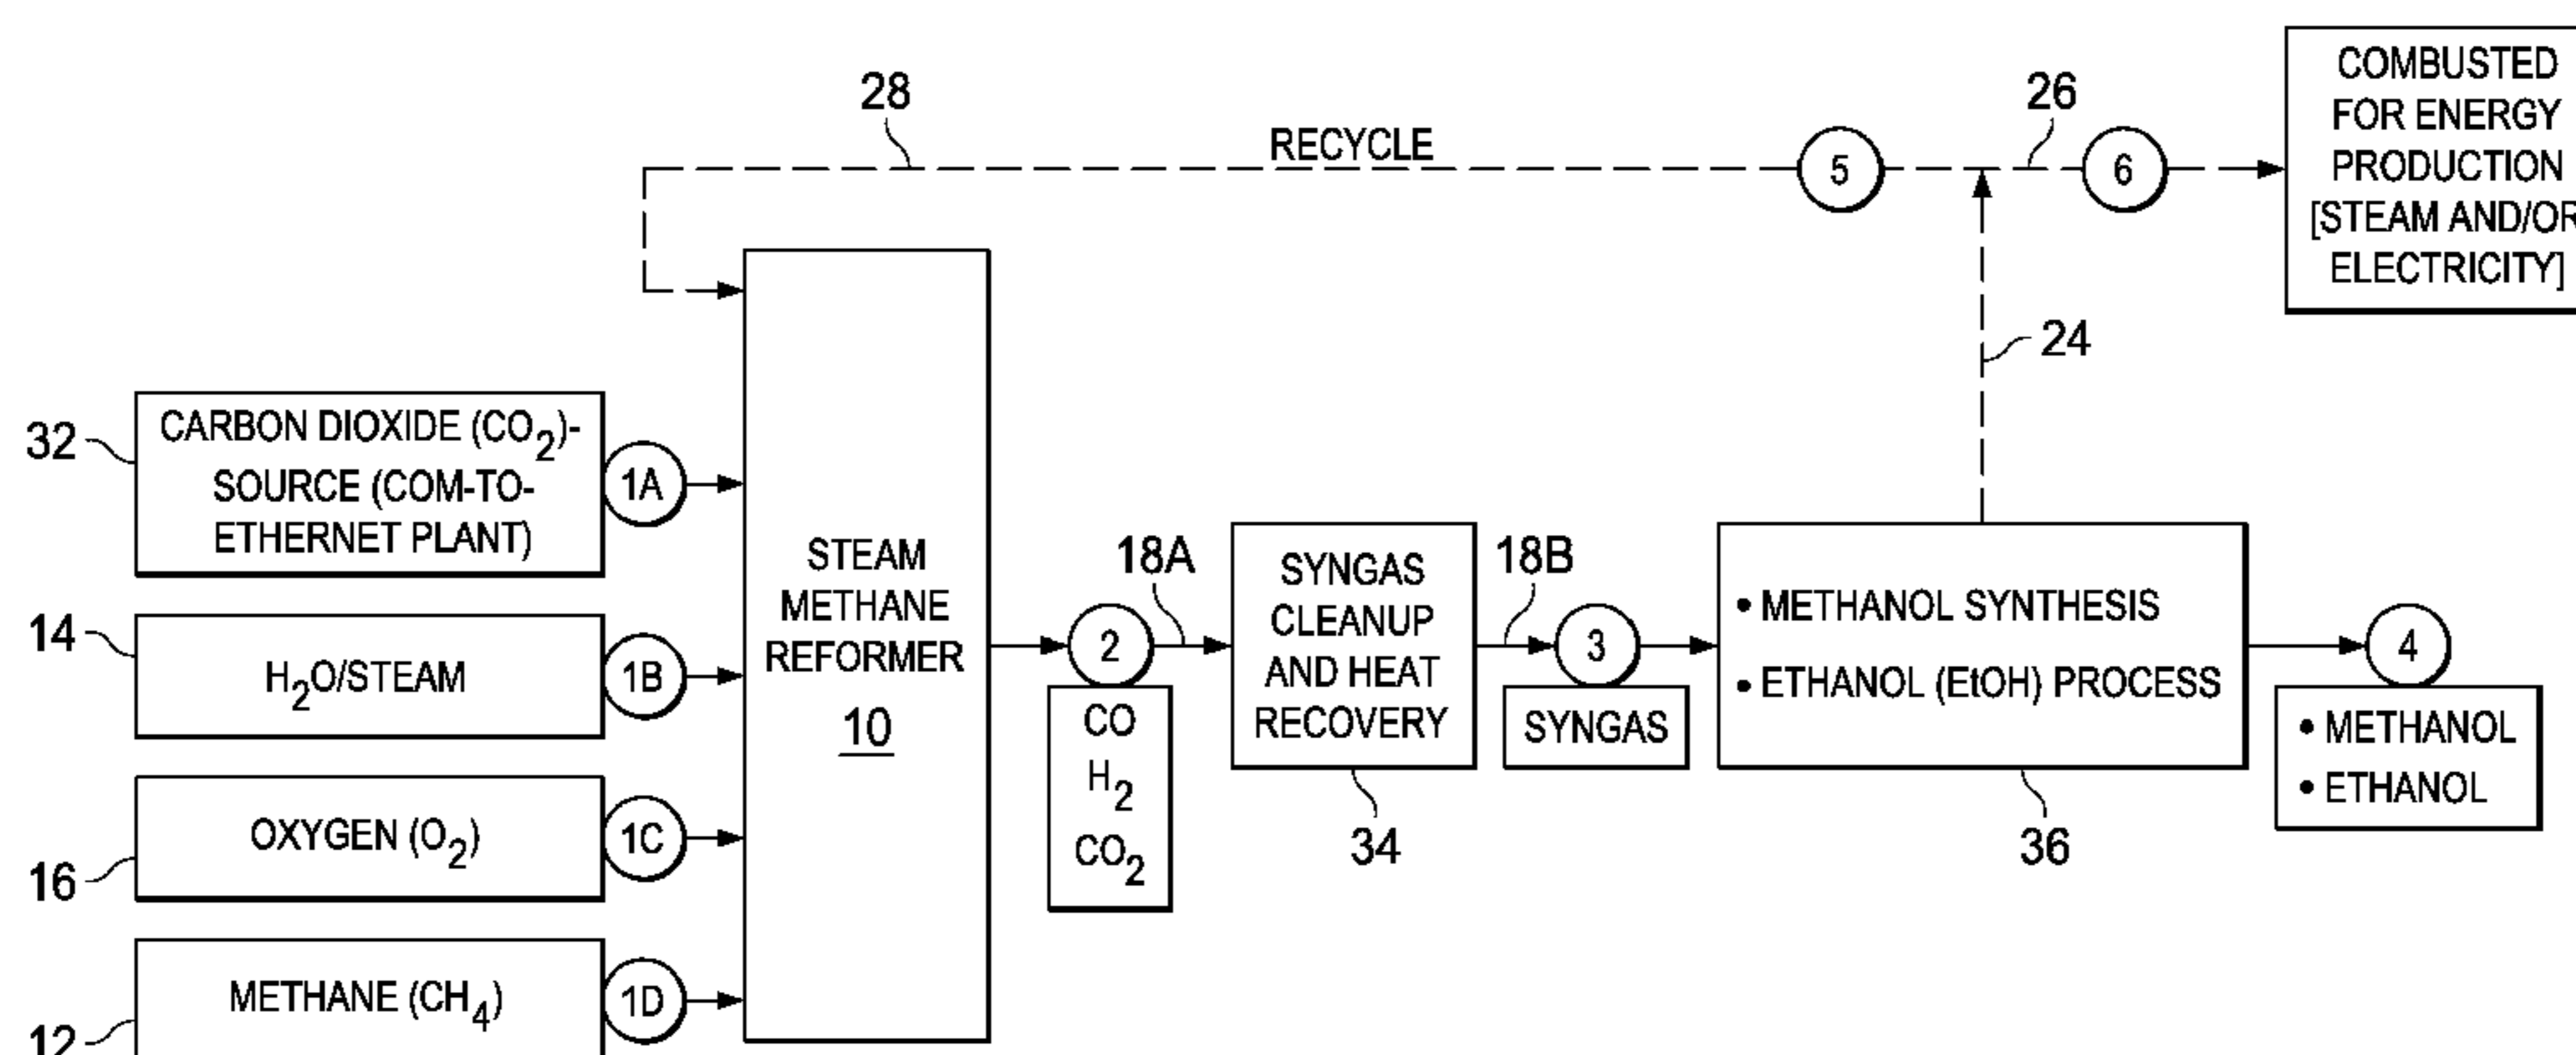 28
RECYCLE
5
26
6
COMBUSTED
FOR ENERGY
PRODUCTION
[STEAM AND/OR
ELECTRICITY]
24
32
CARBON DIOXIDE (CO₂)-
SOURCE (COM-TO-
ETHERNET PLANT)
1A
14
H₂O/STEAM
1B
16
OXYGEN (O₂)
1C
12
METHANE (CH₄)
1D
STEAM
METHANE
REFORMER
10
2
18A
CO
H₂
CO₂
SYNGAS
CLEANUP
AND HEAT
RECOVERY
34
18B
3
SYNGAS
• METHANOL SYNTHESIS
• ETHANOL (EtOH) PROCESS
36
4
• METHANOL
• ETHANOL